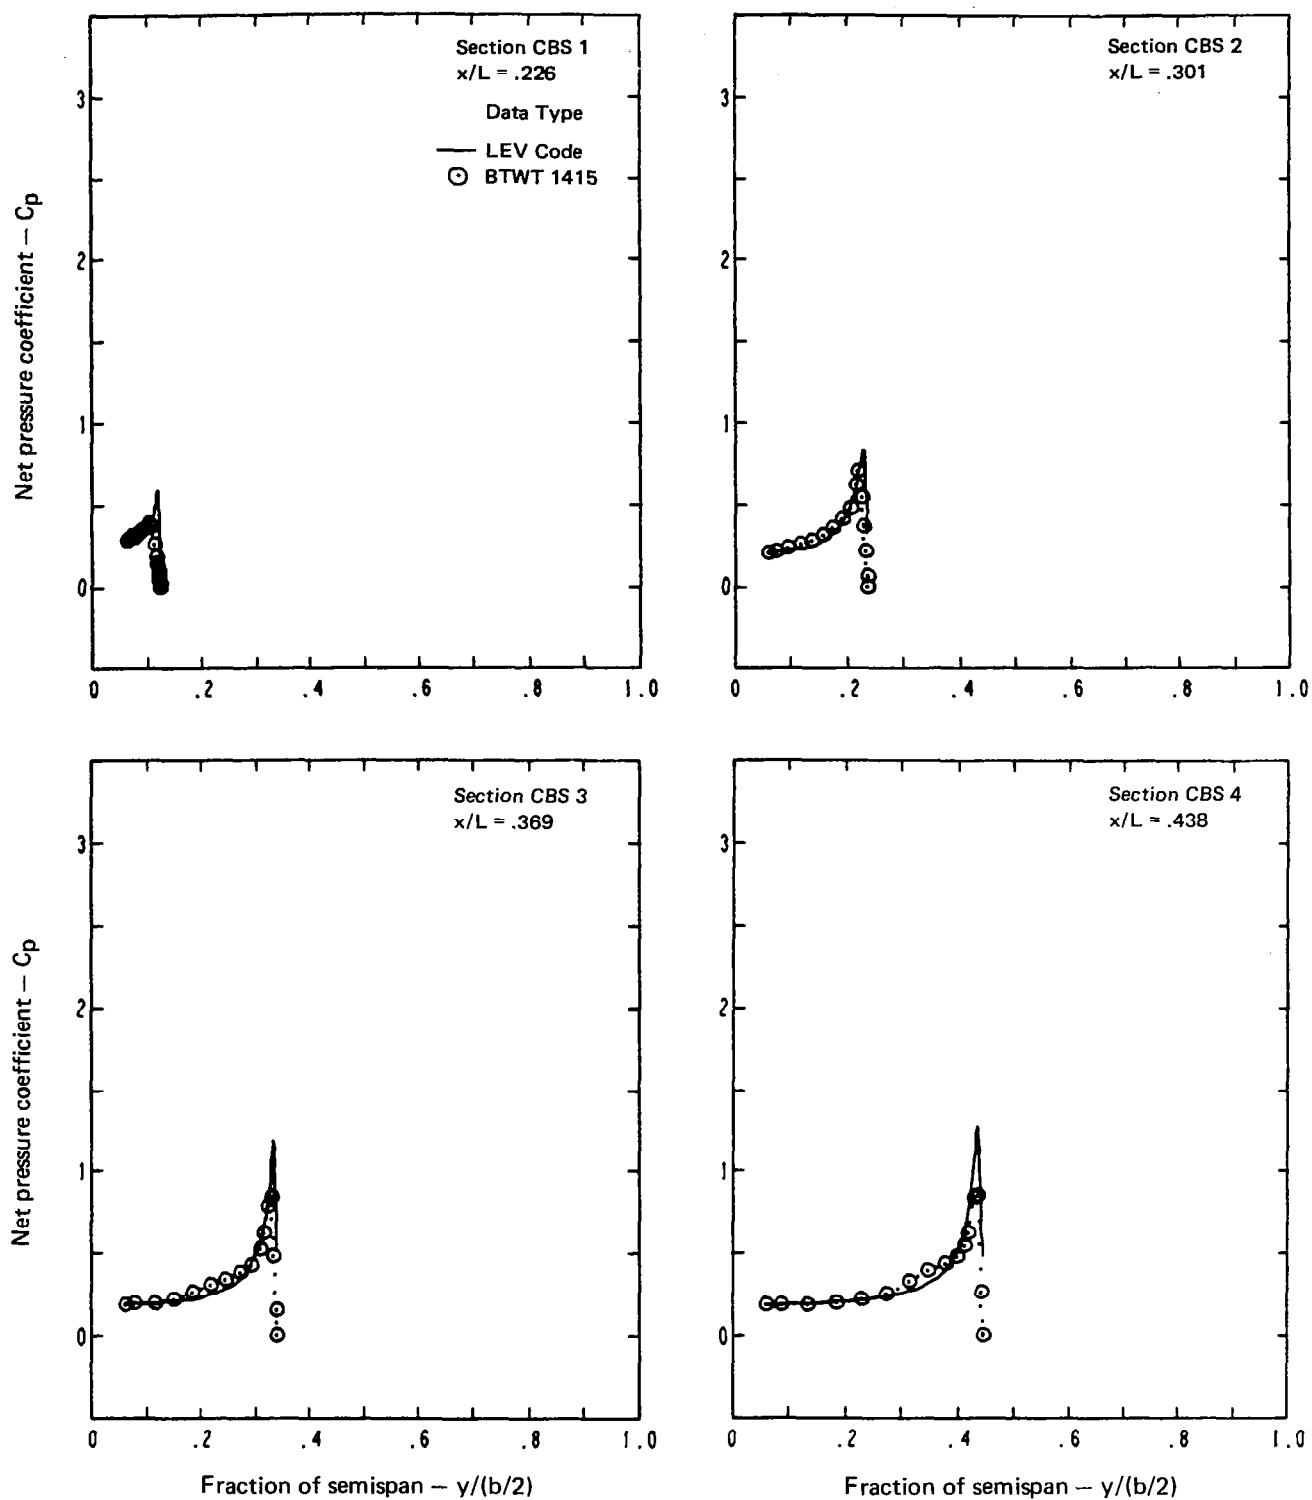 Section CBS 1
x/L = .226
Data Type
LEV Code
BTWT 1415
Net pressure coefficient — Cp
3
2
1
0
0 .2 .4 .6 .8 1.0
Section CBS 2
x/L = .301
3
2
1
0
0 .2 .4 .6 .8 1.0
Section CBS 3
x/L = .369
Net pressure coefficient — Cp
3
2
1
0
0 .2 .4 .6 .8 1.0
Fraction of semispan — y/(b/2)
Section CBS 4
x/L = .438
3
2
1
0
0 .2 .4 .6 .8 1.0
Fraction of semispan — y/(b/2)